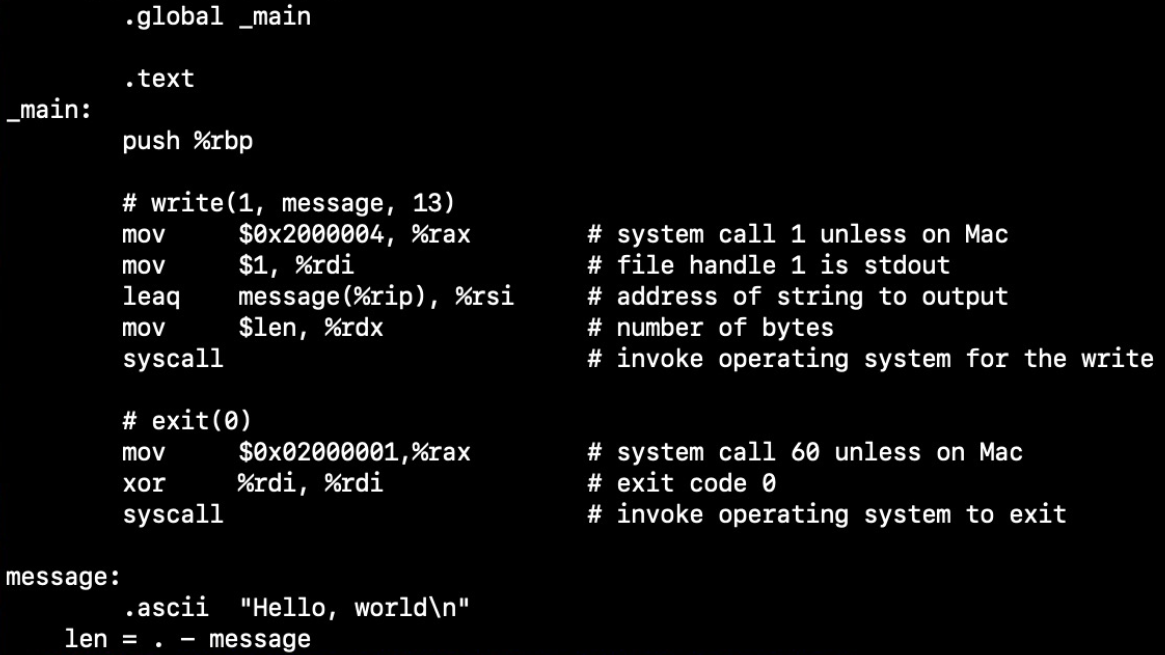 .global _main
.text
_main:
push %rbp
# write(1, message, 13)
mov $0x2000004, %rax # system call 1 unless on Mac
mov $1, %rdi # file handle 1 is stdout
leaq message(%rip), %rsi # address of string to output
mov $len, %rdx # number of bytes
syscall # invoke operating system for the write
# exit(0)
mov $0x02000001,%rax # system call 60 unless on Mac
xor %rdi, %rdi # exit code 0
syscall # invoke operating system to exit
message:
.ascii "Hello, world\n"
len = . - message